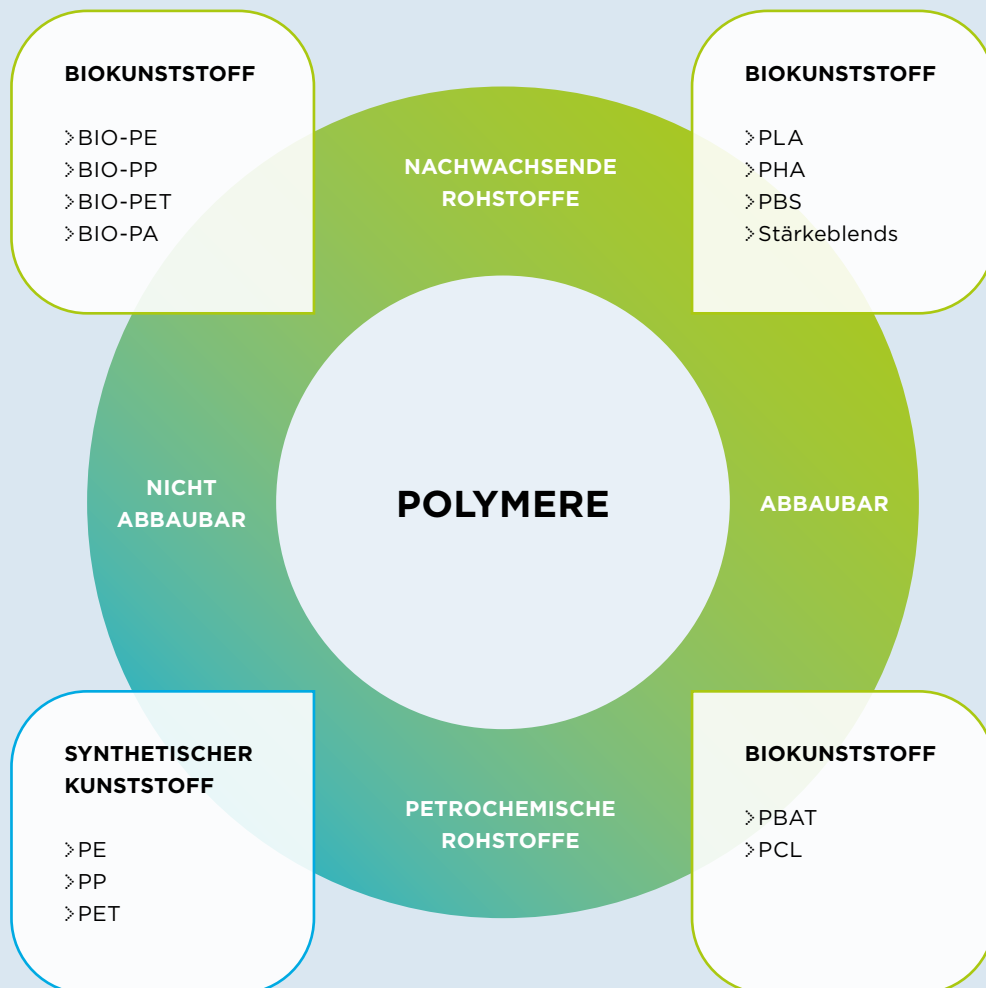 BIOKUNSTSTOFF
>BIO-PE
>BIO-PP
>BIO-PET
>BIO-PA
BIOKUNSTSTOFF
>PLA
>PHA
>PBS
>Stärkeblends
NACHWACHSENDE
ROHSTOFFE
NICHT
ABBAUBAR
POLYMERE
ABBAUBAR
SYNTHETISCHER
KUNSTSTOFF
>PE
>PP
>PET
PETROCHEMISCHE
ROHSTOFFE
BIOKUNSTSTOFF
>PBAT
>PCL